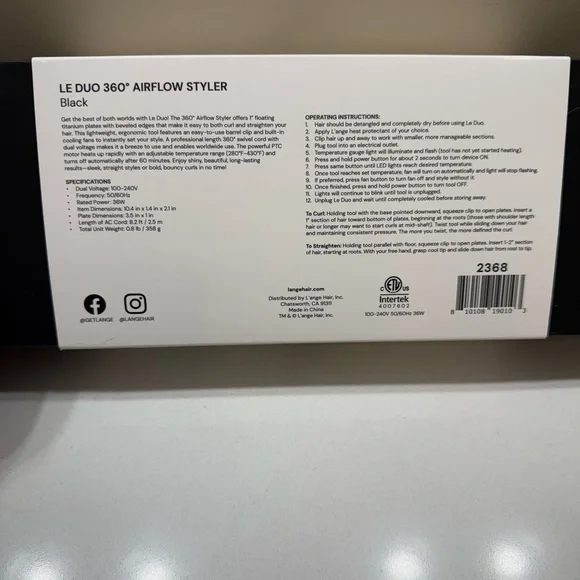 LE DUO 360° AIRFLOW STYLER
Black
Get the best of both worlds with Le Duo! The 360° Airflow Styler offers 1" floating
titanium plates with beveled edges that make it easy to both curl and straighten your
hair. This lightweight, ergonomic tool features an easy-to-use barrel clip and built-in
cooling fans to instantly set your style. A professional length 360° swivel cord with
dual voltage makes it a breeze to use and enables worldwide use. The powerful PTC
motor heats up rapidly with an adjustable temperature range (280°F-430°F) and
turns off automatically after 60 minutes. Enjoy shiny, beautiful, long-lasting
results—sleek, straight styles or bold, bouncy curls in no time!
SPECIFICATIONS
• Dual Voltage: 100-240V
• Frequency: 50/60Hz
• Rated Power: 36W
• Item Dimensions: 10.4 in x 1.4 in x 2.1 in
• Plate Dimensions: 3.5 in x 1 in
• Length of AC Cord: 8.2 ft / 2.5 m
• Total Unit Weight: 0.8 lb / 358 g
@GETLANGE
@LANGEHAIR
OPERATING INSTRUCTIONS:
1. Hair should be detangled and completely dry before using Le Duo.
2. Apply L'ange heat protectant of your choice.
3. Clip hair up and away to work with smaller, more manageable sections.
4. Plug tool into an electrical outlet.
5. Temperature gauge light will illuminate and flash (tool has not yet started heating).
6. Press and hold power button for about 2 seconds to turn device ON.
7. Press same button until LED lights reach desired temperature.
8. Once tool reaches set temperature, fan will turn on automatically and light will stop flashing.
9. If preferred, press fan button to turn fan off and style without it.
10. Once finished, press and hold power button to turn tool OFF.
11. Lights will continue to blink until tool is unplugged.
12. Unplug Le Duo and wait until completely cooled before storing away.
To Curl: Holding tool with the base pointed downward, squeeze clip to open plates. Insert a
1" section of hair toward bottom of plates, beginning at the roots (those with shoulder length
hair or longer may want to start curls at mid-shaft). Twist tool while sliding down your hair
and maintaining consistent pressure. The more you twist, the more defined the curl.
To Straighten: Holding tool parallel with floor, squeeze clip to open plates. Insert 1-2" section
of hair, starting at roots. With your free hand, grasp cool tip and slide down hair from root to tip.
langehair.com
Distributed by L'ange Hair, Inc.
Chatsworth, CA 91311
Made in China
TM & © L'ange Hair, Inc.
C ETL US
Intertek
4007802
100-240V 50/60Hz 36W
2368
8 10108 19010 3